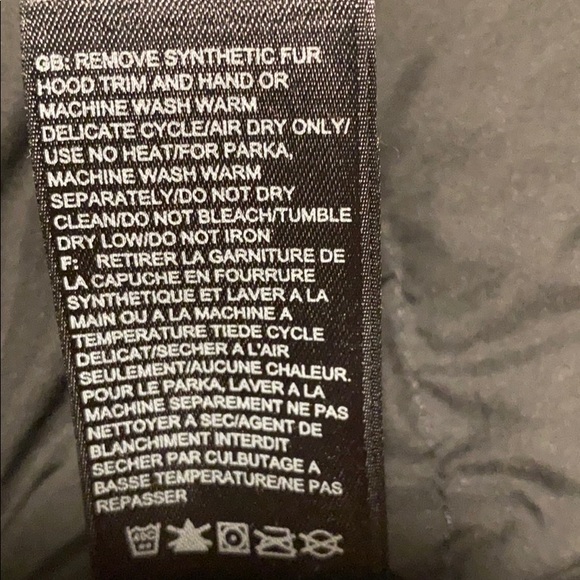 GB: REMOVE SYNTHETIC FUR
HOOD TRIM AND HAND OR
MACHINE WASH WARM
DELICATE CYCLE/AIR DRY ONLY/
USE NO HEAT/FOR PARKA,
MACHINE WASH WARM
SEPARATELY/DO NOT DRY
CLEAN/DO NOT BLEACH/TUMBLE
DRY LOW/DO NOT IRON
F: RETIRER LA GARNITURE DE
LA CAPUCHE EN FOURRURE
SYNTHETIQUE ET LAVER A LA
MAIN OU A LA MACHINE A
TEMPERATURE TIEDE CYCLE
DELICAT/SECHER A L'AIR
SEULEMENT/AUCUNE CHALEUR.
POUR LE PARKA, LAVER A LA
MACHINE SEPAREMENT NE PAS
NETTOYER A SEC/AGENT DE
BLANCHIMENT INTERDIT
SECHER PAR CULBUTAGE A
BASSE TEMPERATURE/NE PAS
REPASSER
40C